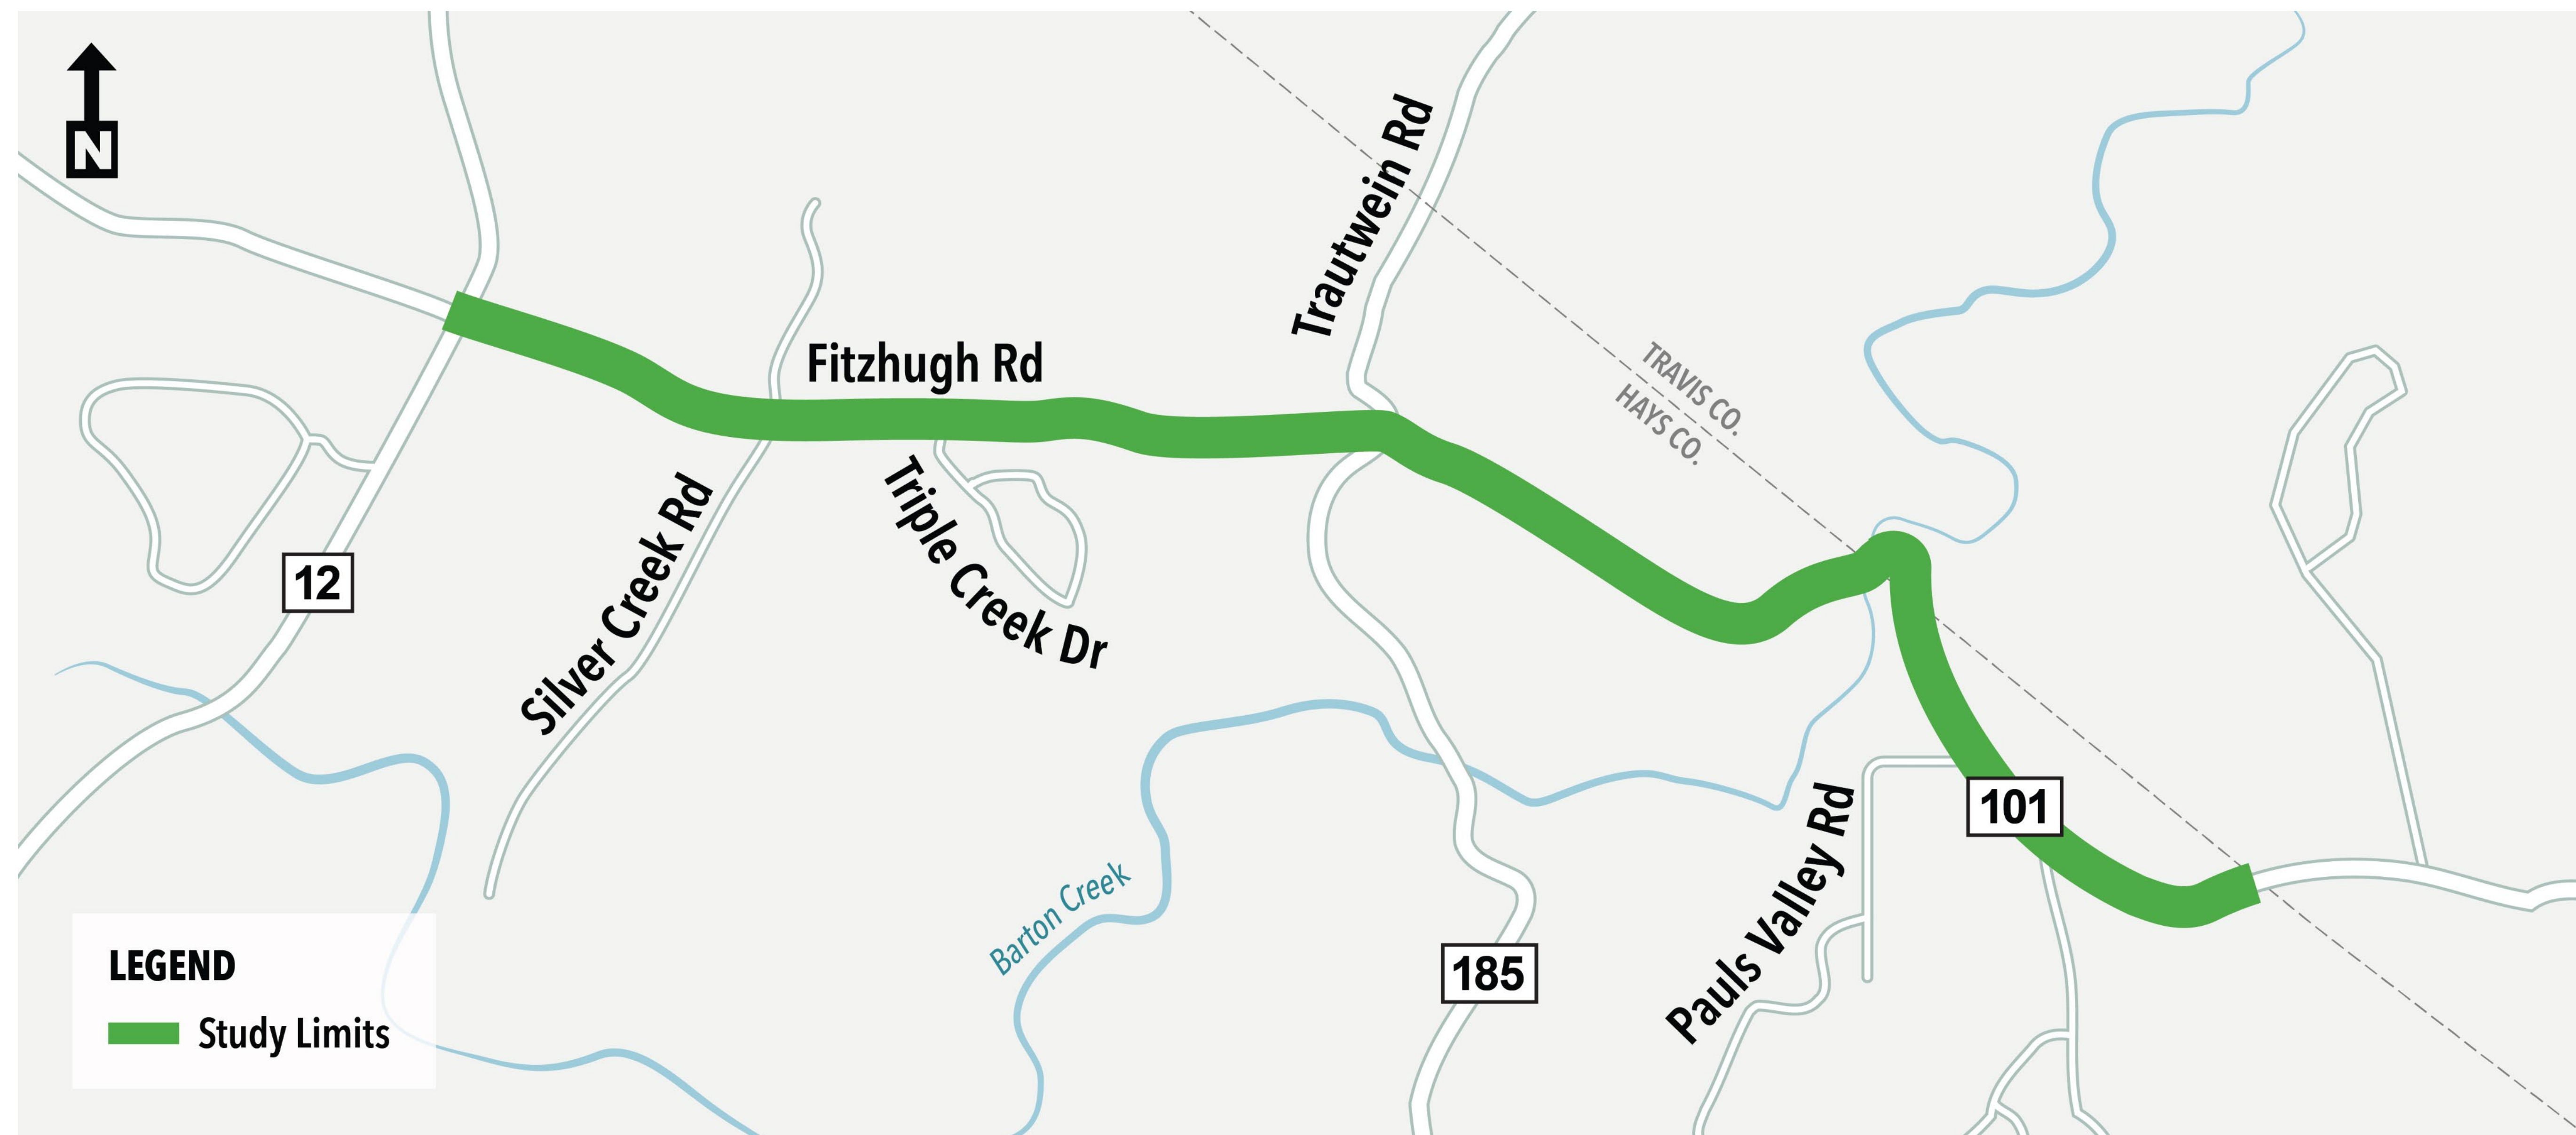 N
Trautwein Rd
Fitzhugh Rd
TRAVIS CO.
HAYS CO.
Silver Creek Rd
Triple Creek Dr
12
101
Pauls Valley Rd
Barton Creek
185
LEGEND
Study Limits